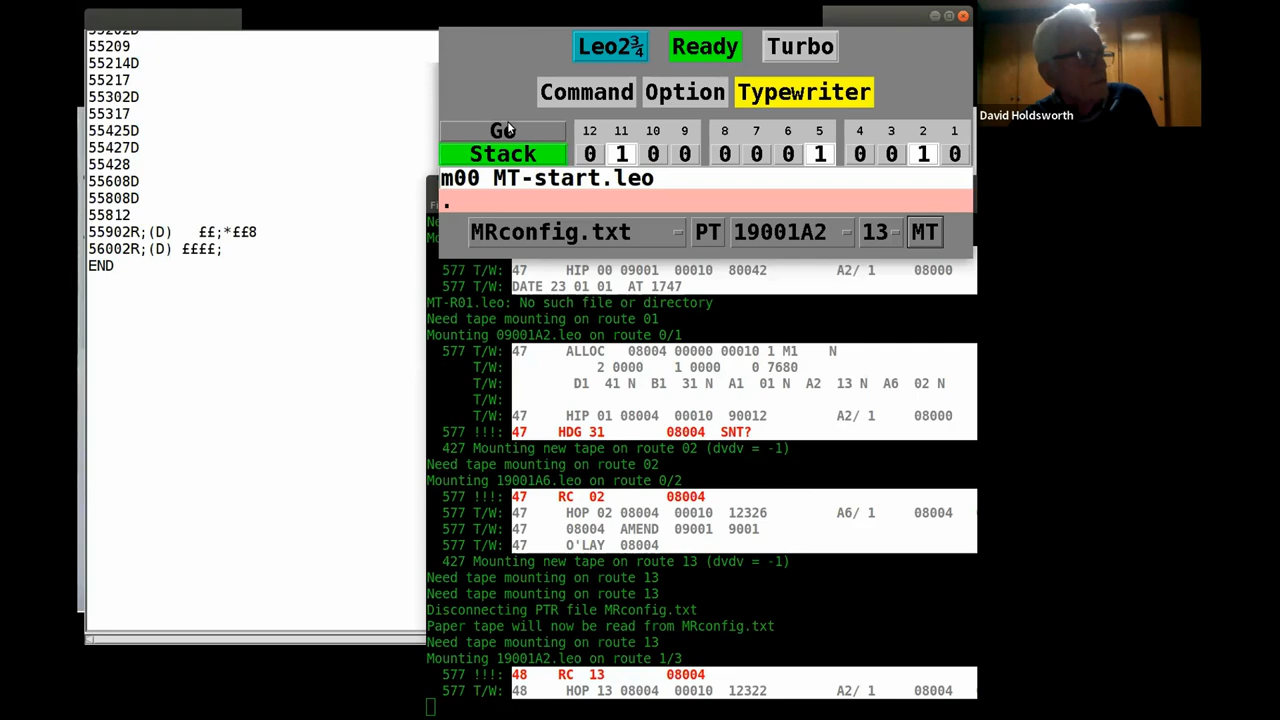 55202D
55209
55214D
55217
55302D
55317
55425D
55427D
55428
55608D
55808D
55812
55902R;(D)   ££;*££8
56002R;(D) ££££;
END
Leo2¾ Ready Turbo
Command Option Typewriter
Go 12 11 10 9 8 7 6 5 4 3 2 1
Stack 0 1 0 0 0 0 0 1 0 0 1 0
m00 MT-start.leo
.
MRconfig.txt PT 19001A2 13 MT
577 T/W: 47 HIP 00 09001 00010 80042 A2/ 1 08000
577 T/W: DATE 23 01 01 AT 1747
MT-R01.leo: No such file or directory
Need tape mounting on route 01
Mounting 09001A2.leo on route 0/1
577 T/W: 47 ALLOC 08004 00000 00010 1 M1 N
T/W: 2 0000 1 0000 0 7680
T/W: D1 41 N B1 31 N A1 01 N A2 13 N A6 02 N
T/W:
T/W: 47 HIP 01 08004 00010 90012 A2/ 1 08000
577 !!!: 47 HDG 31 08004 SNT?
427 Mounting new tape on route 02 (dvdv = -1)
Need tape mounting on route 02
Mounting 19001A6.leo on route 0/2
577 !!!: 47 RC 02 08004
577 T/W: 47 HOP 02 08004 00010 12326 A6/ 1 08004
577 T/W: 47 08004 AMEND 09001 9001
577 T/W: 47 O'LAY 08004
427 Mounting new tape on route 13 (dvdv = -1)
Need tape mounting on route 13
Need tape mounting on route 13
Disconnecting PTR file MRconfig.txt
Paper tape will now be read from MRconfig.txt
Need tape mounting on route 13
Mounting 19001A2.leo on route 1/3
577 !!!: 48 RC 13 08004
577 T/W: 48 HOP 13 08004 00010 12322 A2/ 1 08004
David Holdsworth